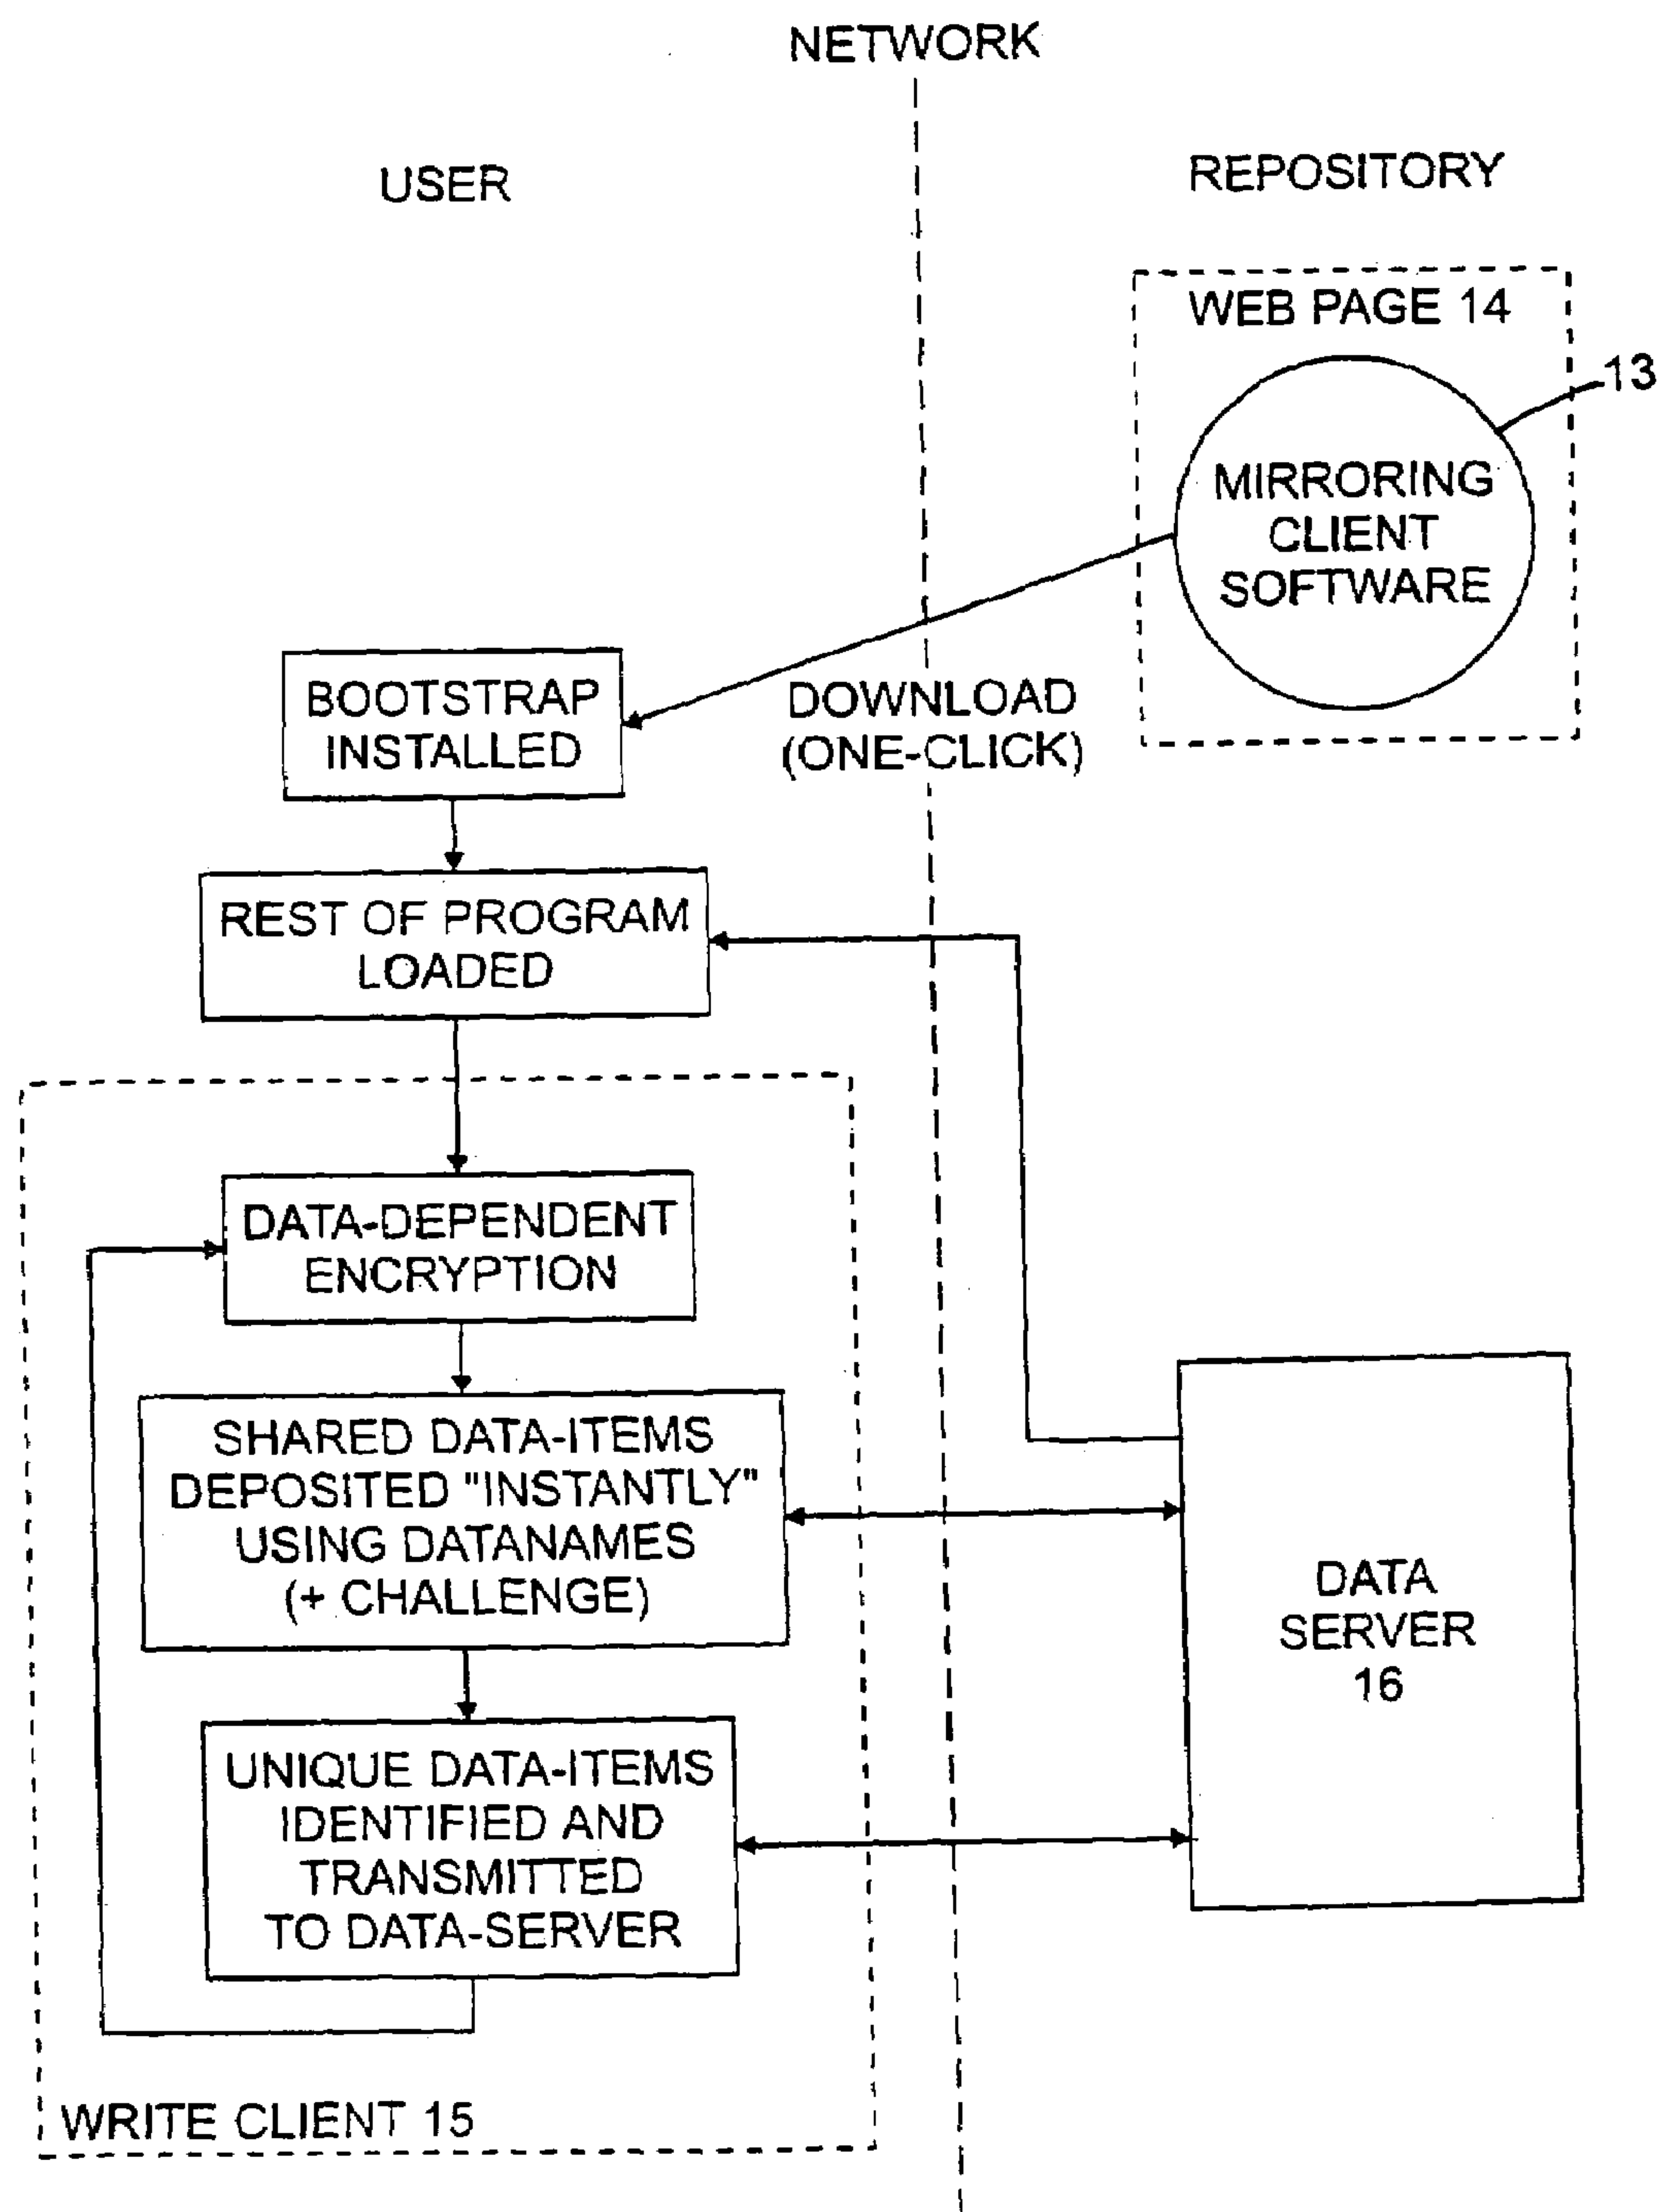 NETWORK
USER
REPOSITORY
WEB PAGE 14
13
MIRRORING
CLIENT
SOFTWARE
BOOTSTRAP
INSTALLED
DOWNLOAD
(ONE-CLICK)
REST OF PROGRAM
LOADED
DATA-DEPENDENT
ENCRYPTION
SHARED DATA-ITEMS
DEPOSITED "INSTANTLY"
USING DATANAMES
(+ CHALLENGE)
DATA
SERVER
16
UNIQUE DATA-ITEMS
IDENTIFIED AND
TRANSMITTED
TO DATA-SERVER
WRITE CLIENT 15